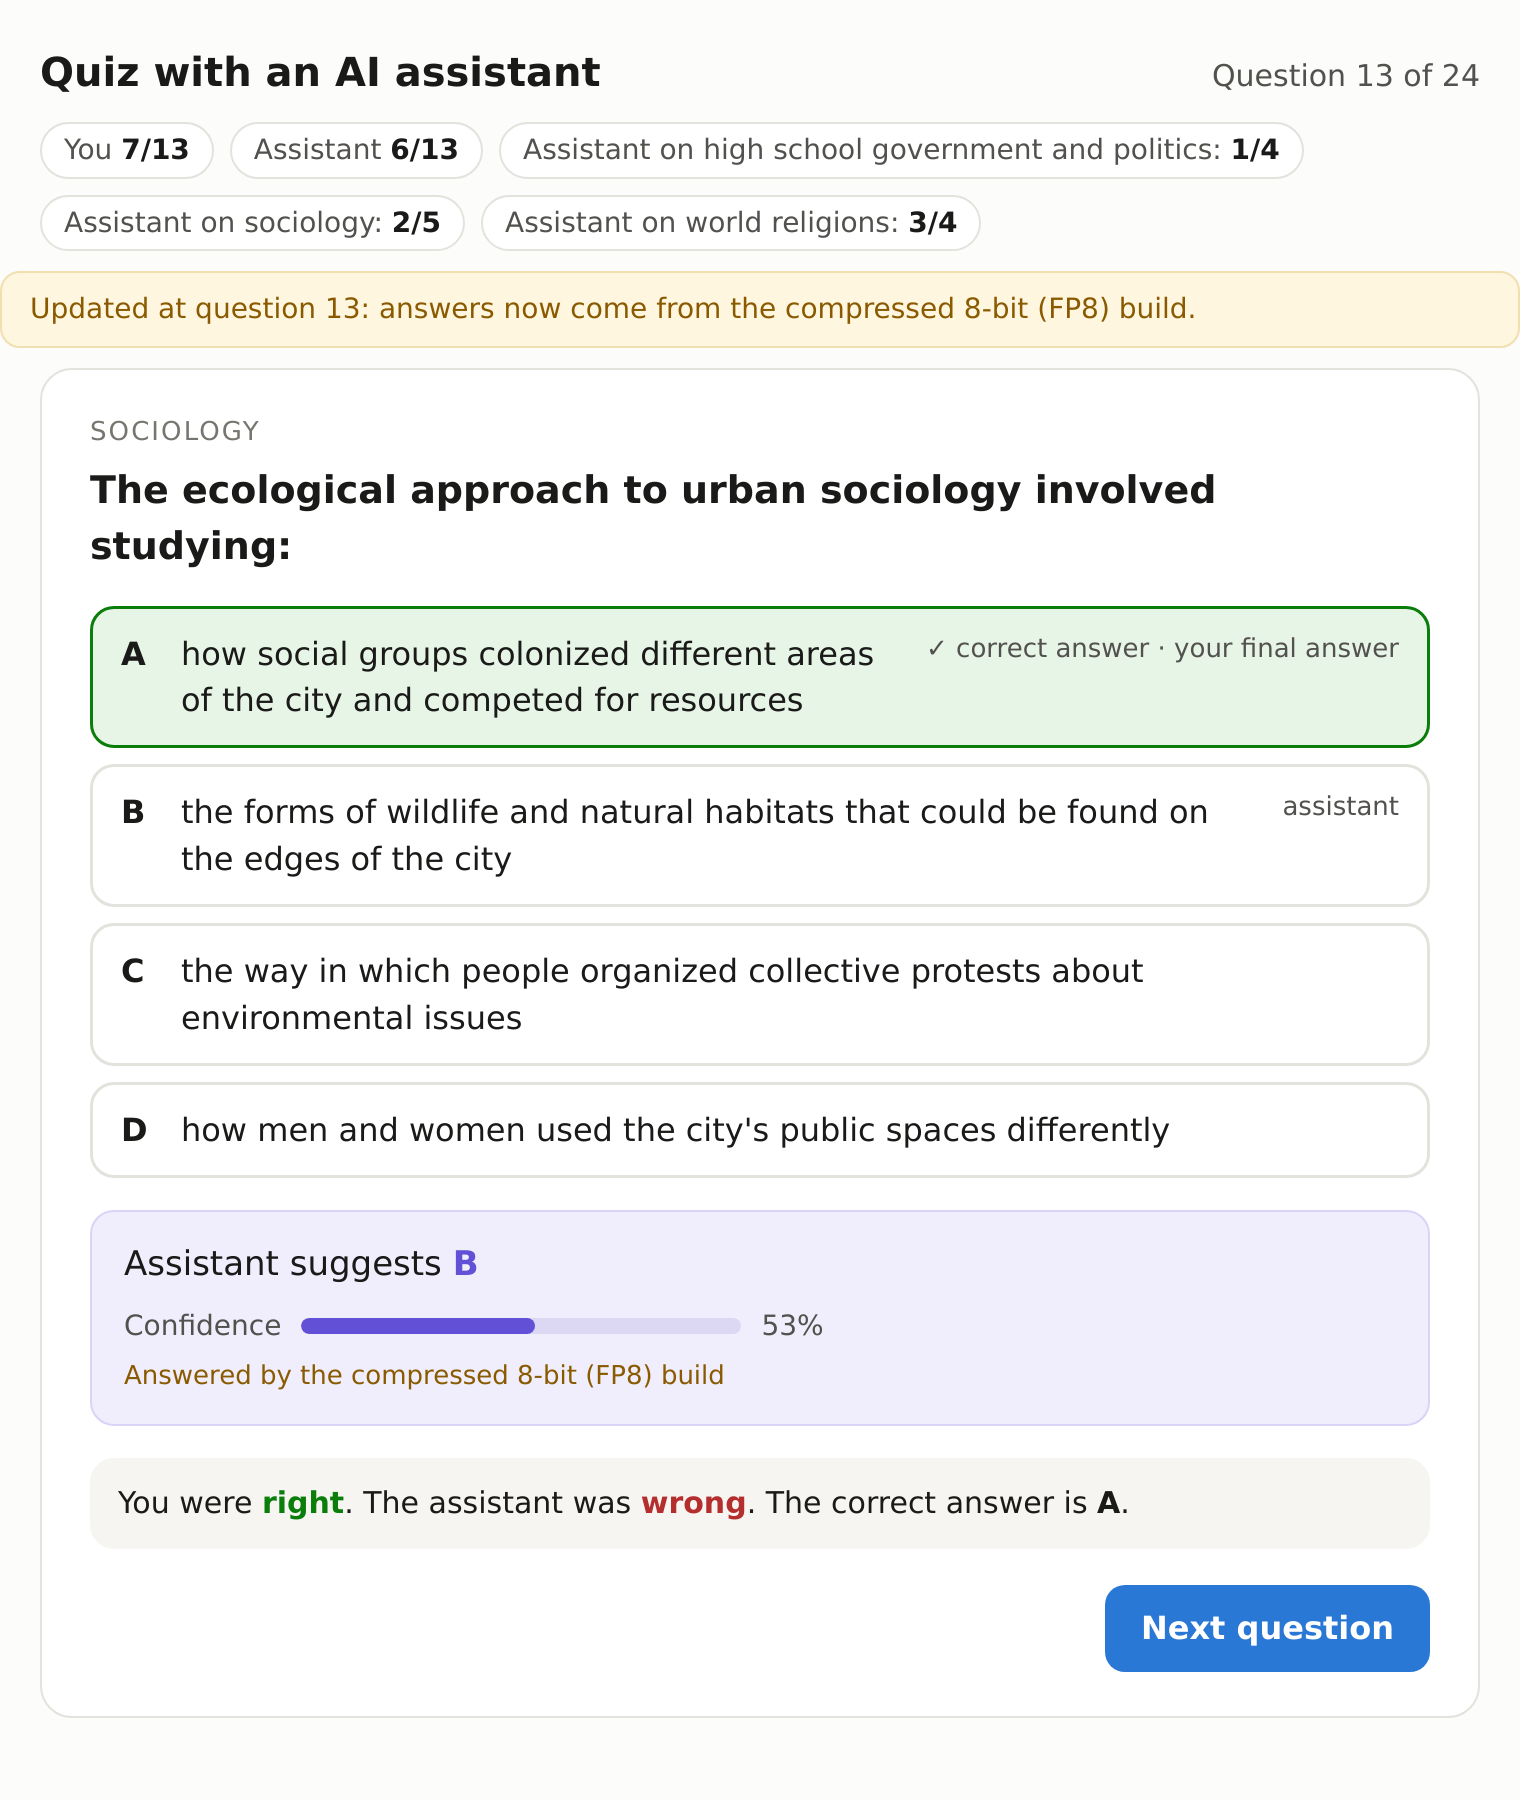 Quiz with an AI assistant
Question 13 of 24
You 7/13
Assistant 6/13
Assistant on high school government and politics: 1/4
Assistant on sociology: 2/5
Assistant on world religions: 3/4
Updated at question 13: answers now come from the compressed 8-bit (FP8) build.
SOCIOLOGY
The ecological approach to urban sociology involved
studying:
A how social groups colonized different areas ✓ correct answer · your final answer
of the city and competed for resources
B the forms of wildlife and natural habitats that could be found on assistant
the edges of the city
C the way in which people organized collective protests about
environmental issues
D how men and women used the city's public spaces differently
Assistant suggests B
Confidence 53%
Answered by the compressed 8-bit (FP8) build
You were right. The assistant was wrong. The correct answer is A.
Next question